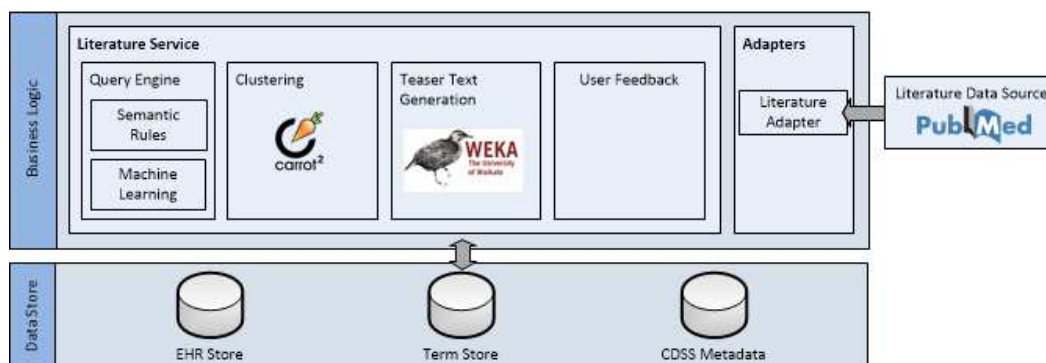 Business Logic
Literature Service
Query Engine
Semantic
Rules
Machine
Learning
Clustering
carrot²
Teaser Text
Generation
WEKA
The University
of Waikato
User Feedback
Adapters
Literature
Adapter
Literature Data Source
PubMed
Data Store
EHR Store
Term Store
CDSS Metadata